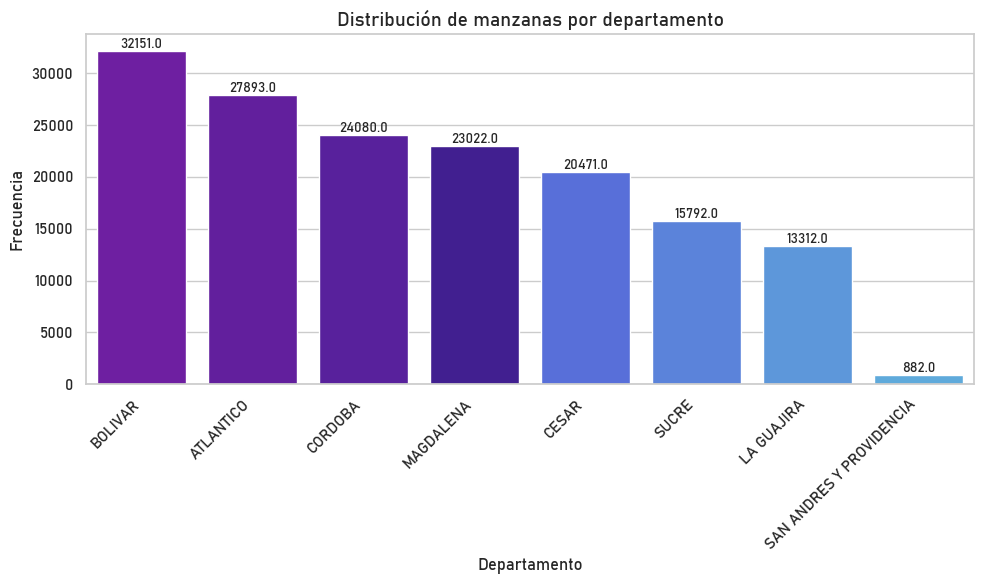 Distribución de manzanas por departamento
Frecuencia
30000
25000
20000
15000
10000
5000
0
32151.0
27893.0
24080.0
23022.0
20471.0
15792.0
13312.0
882.0
BOLIVAR
ATLANTICO
CORDOBA
MAGDALENA
CESAR
SUCRE
LA GUAJIRA
SAN ANDRES Y PROVIDENCIA
Departamento